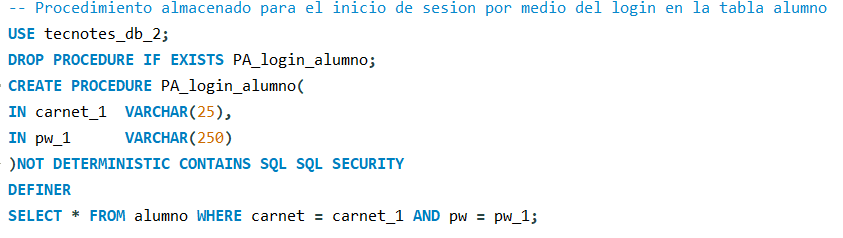 -- Procedimiento almacenado para el inicio de sesion por medio del login en la tabla alumno
USE tecnotes_db_2;
DROP PROCEDURE IF EXISTS PA_login_alumno;
CREATE PROCEDURE PA_login_alumno(
IN carnet_1  VARCHAR(25),
IN pw_1      VARCHAR(250)
)NOT DETERMINISTIC CONTAINS SQL SQL SECURITY
DEFINER
SELECT * FROM alumno WHERE carnet = carnet_1 AND pw = pw_1;